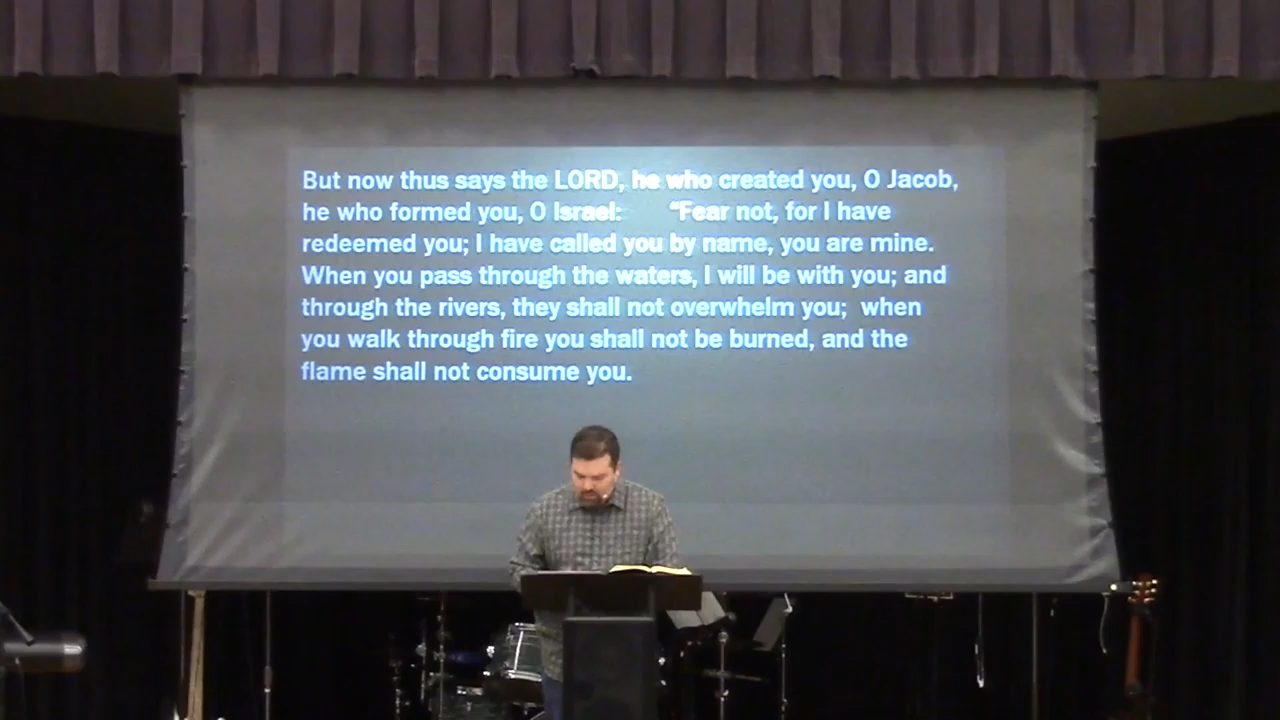 But now thus says the LORD, he who created you, O Jacob,
he who formed you, O Israel: "Fear not, for I have
redeemed you; I have called you by name, you are mine.
When you pass through the waters, I will be with you; and
through the rivers, they shall not overwhelm you; when
you walk through fire you shall not be burned, and the
flame shall not consume you.